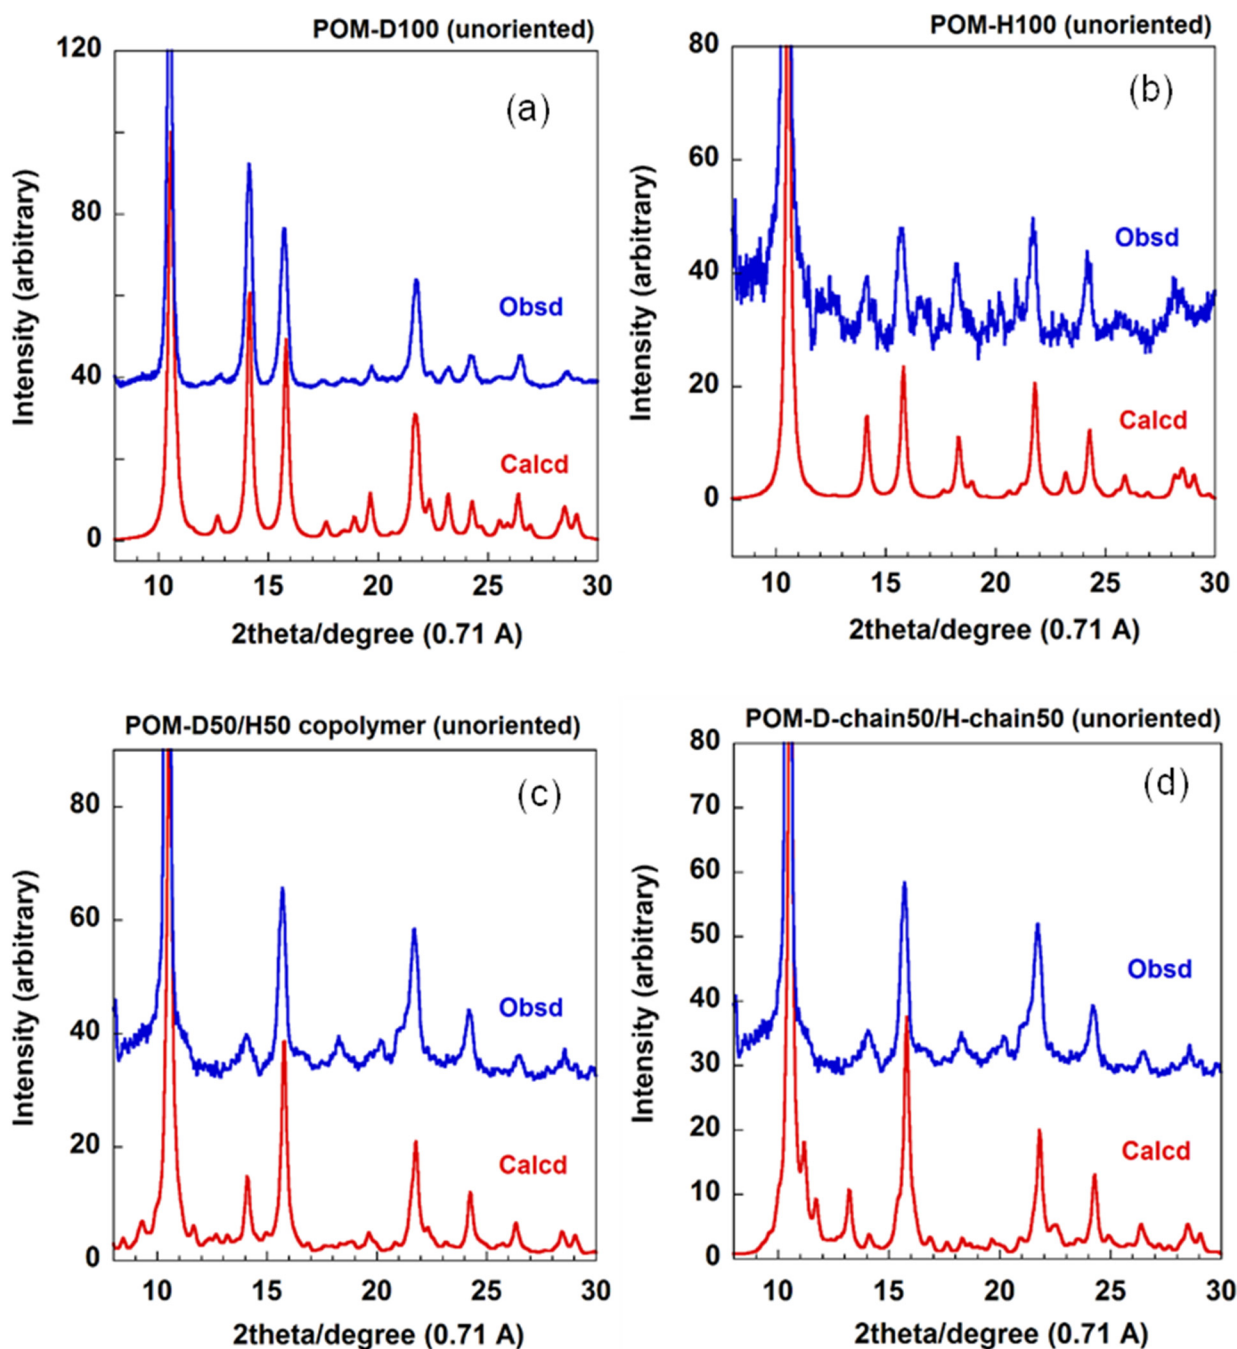 POM-D100 (unoriented)
120
80
40
0
Intensity (arbitrary)
(a)
Obsd
Calcd
10 15 20 25 30
2theta/degree (0.71 A)
POM-H100 (unoriented)
80
60
40
20
0
Intensity (arbitrary)
(b)
Obsd
Calcd
10 15 20 25 30
2theta/degree (0.71 A)
POM-D50/H50 copolymer (unoriented)
80
60
40
20
0
Intensity (arbitrary)
(c)
Obsd
Calcd
10 15 20 25 30
2theta/degree (0.71 A)
POM-D-chain50/H-chain50 (unoriented)
80
70
60
50
40
30
20
10
0
Intensity (arbitrary)
(d)
Obsd
Calcd
10 15 20 25 30
2theta/degree (0.71 A)